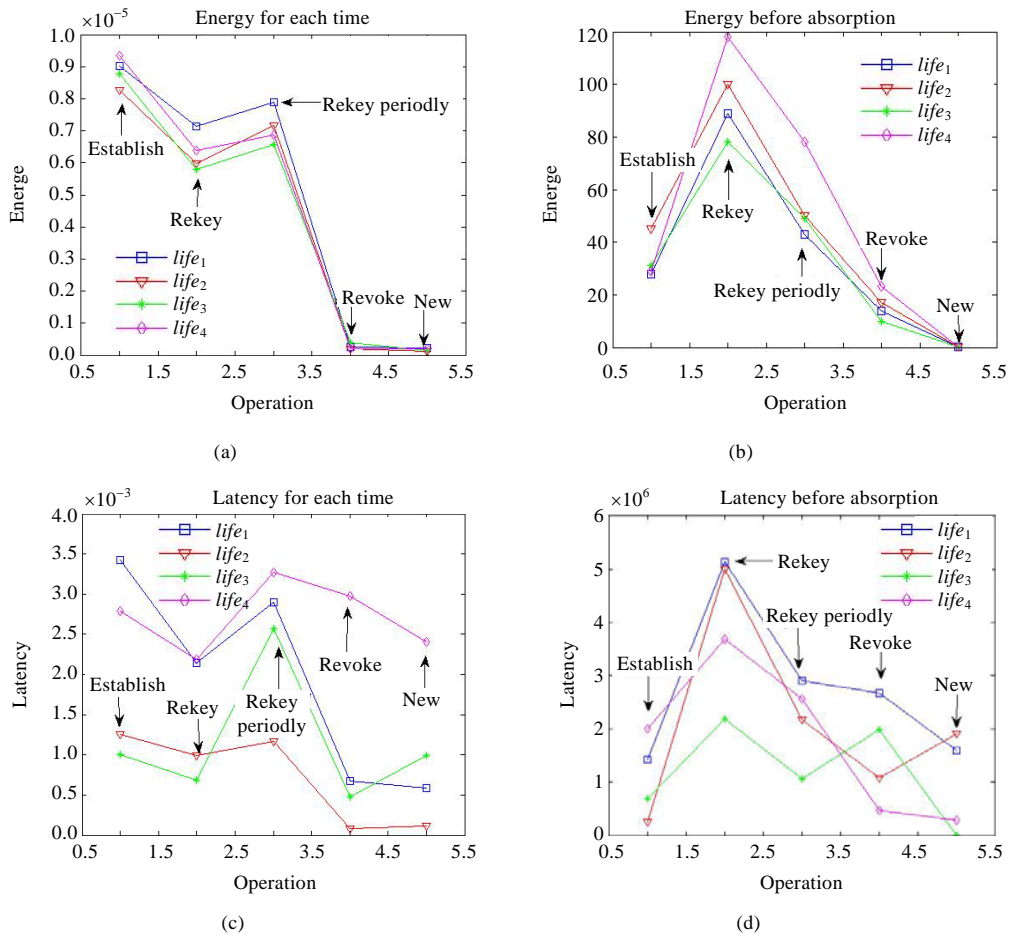 Energy for each time
×10⁻⁵
1.0
0.9
0.8
0.7
0.6
0.5
0.4
0.3
0.2
0.1
0.0
Energe
Establish
Rekey
Rekey periodly
Revoke
New
life₁
life₂
life₃
life₄
0.5 1.5 2.5 3.5 4.5 5.5
Operation
(a)
Energy before absorption
120
100
80
60
40
20
0
Energe
life₁
life₂
life₃
life₄
Establish
Rekey
Rekey periodly
Revoke
New
0.5 1.5 2.5 3.5 4.5 5.5
Operation
(b)
Latency for each time
×10⁻³
4.0
3.5
3.0
2.5
2.0
1.5
1.0
0.5
0.0
Latency
life₁
life₂
life₃
life₄
Establish
Rekey
Rekey
periodly
Revoke
New
0.5 1.5 2.5 3.5 4.5 5.5
Operation
(c)
Latency before absorption
×10⁶
6
5
4
3
2
1
0
Latency
life₁
life₂
life₃
life₄
Rekey
Rekey periodly
Establish
Revoke
New
0.5 1.5 2.5 3.5 4.5 5.5
Operation
(d)